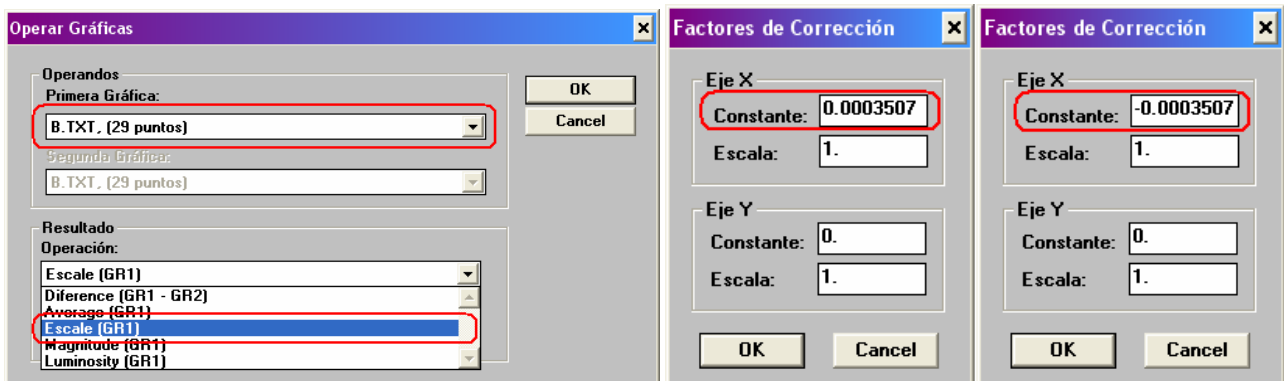 Operar Gráficas
Operandos
Primera Gráfica:
B.TXT, (29 puntos)
Segunda Gráfica:
B.TXT, (29 puntos)
OK
Cancel
Resultado
Operación:
Escale (GR1)
Diference (GR1 - GR2)
Average (GR1)
Escale (GR1)
Magnitude (GR1)
Luminosity (GR1)
Factores de Corrección
Eje X
Constante: 0.0003507
Escala: 1.
Eje Y
Constante: 0.
Escala: 1.
OK Cancel
Factores de Corrección
Eje X
Constante: -0.0003507
Escala: 1.
Eje Y
Constante: 0.
Escala: 1.
OK Cancel